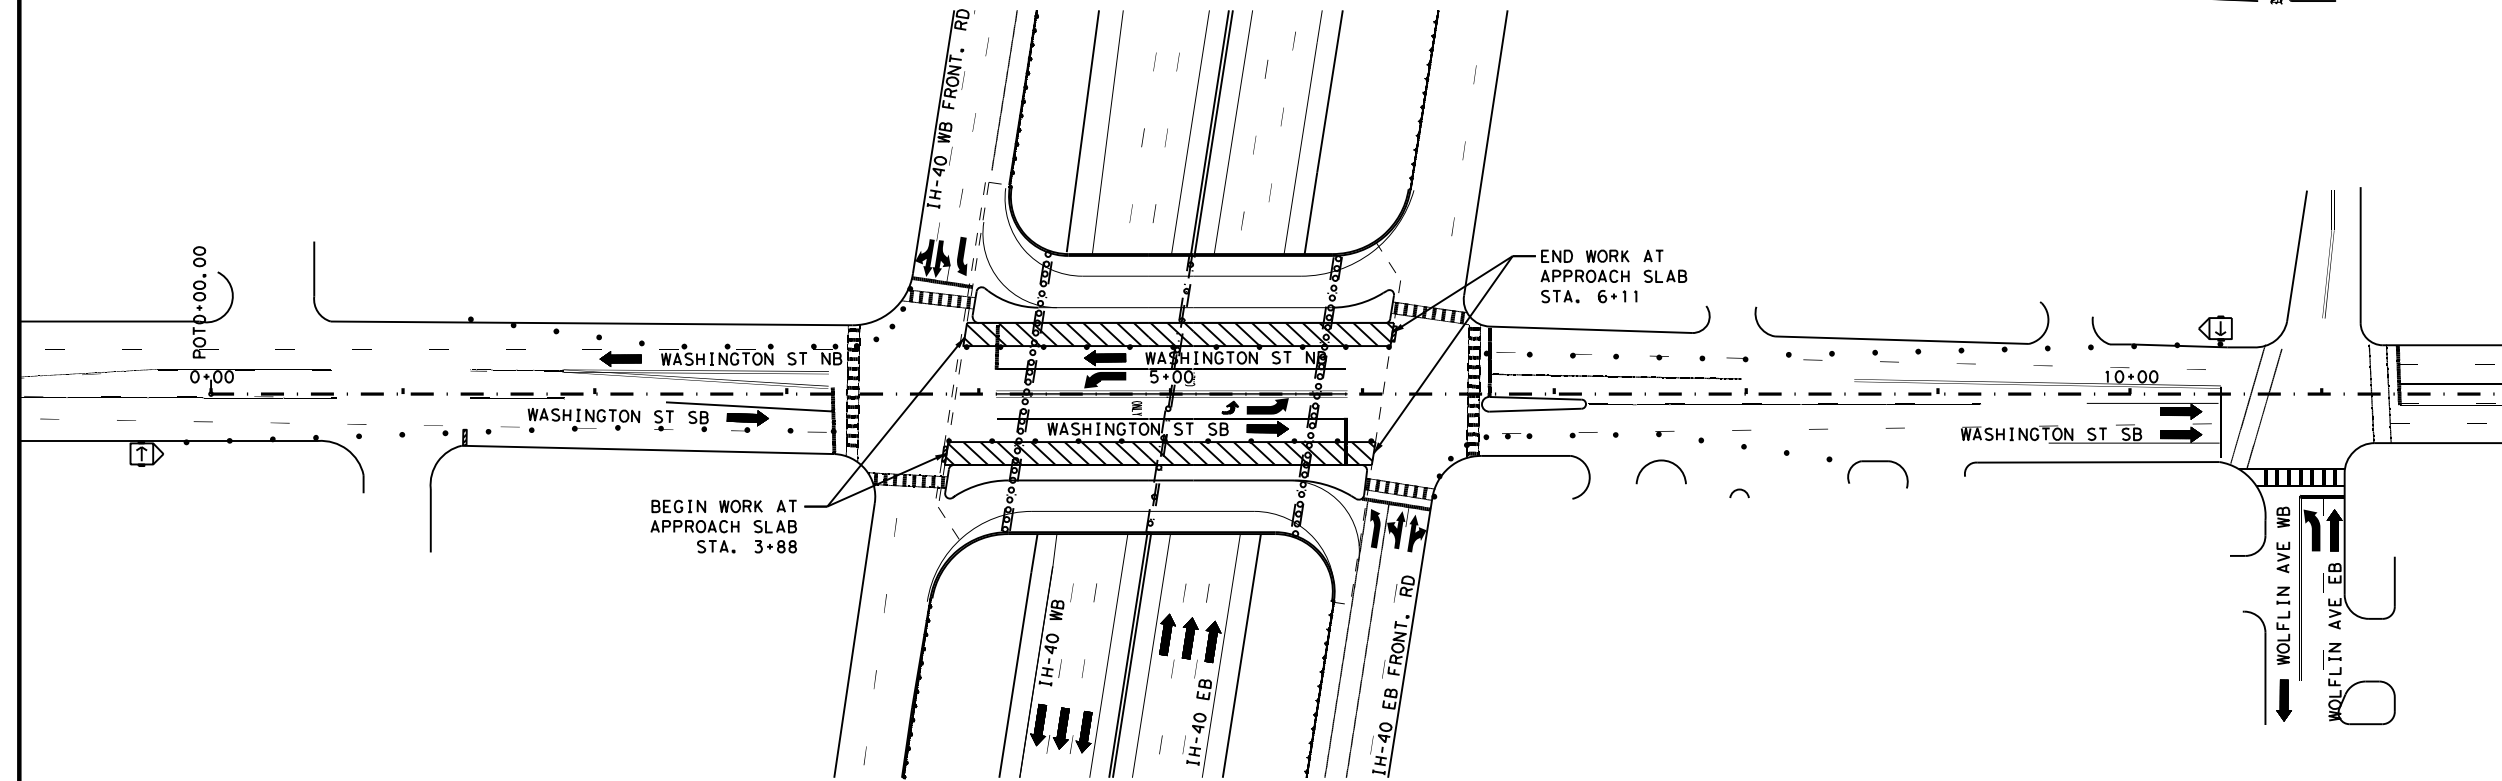 IH-40 WB FRONT. RD
POT0+00.00
0+00
WASHINGTON ST NB
WASHINGTON ST SB
END WORK AT
APPROACH SLAB
STA. 6+11
WASHINGTON ST NB
5+00
ONLY
WASHINGTON ST SB
10+00
WASHINGTON ST SB
BEGIN WORK AT
APPROACH SLAB
STA. 3+88
IH-40 WB
IH-40 EB
IH-40 EB FRONT. RD
WOLFLIN AVE WB
WOLFLIN AVE EB